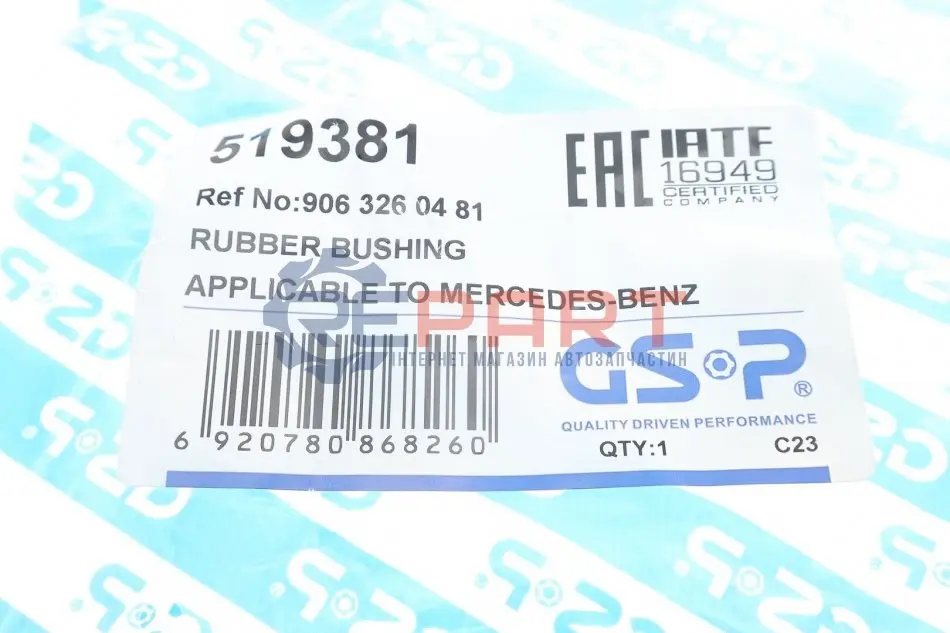 519381
EAC
IATF
16949
CERTIFIED
COMPANY
Ref No:906 326 04 81
RUBBER BUSHING
APPLICABLE TO MERCEDES-BENZ
REPART
ІНТЕРНЕТ МАГАЗИН АВТОЗАПЧАСТИН
GSP®
QUALITY DRIVEN PERFORMANCE
6 920780 868260
QTY:1
C23